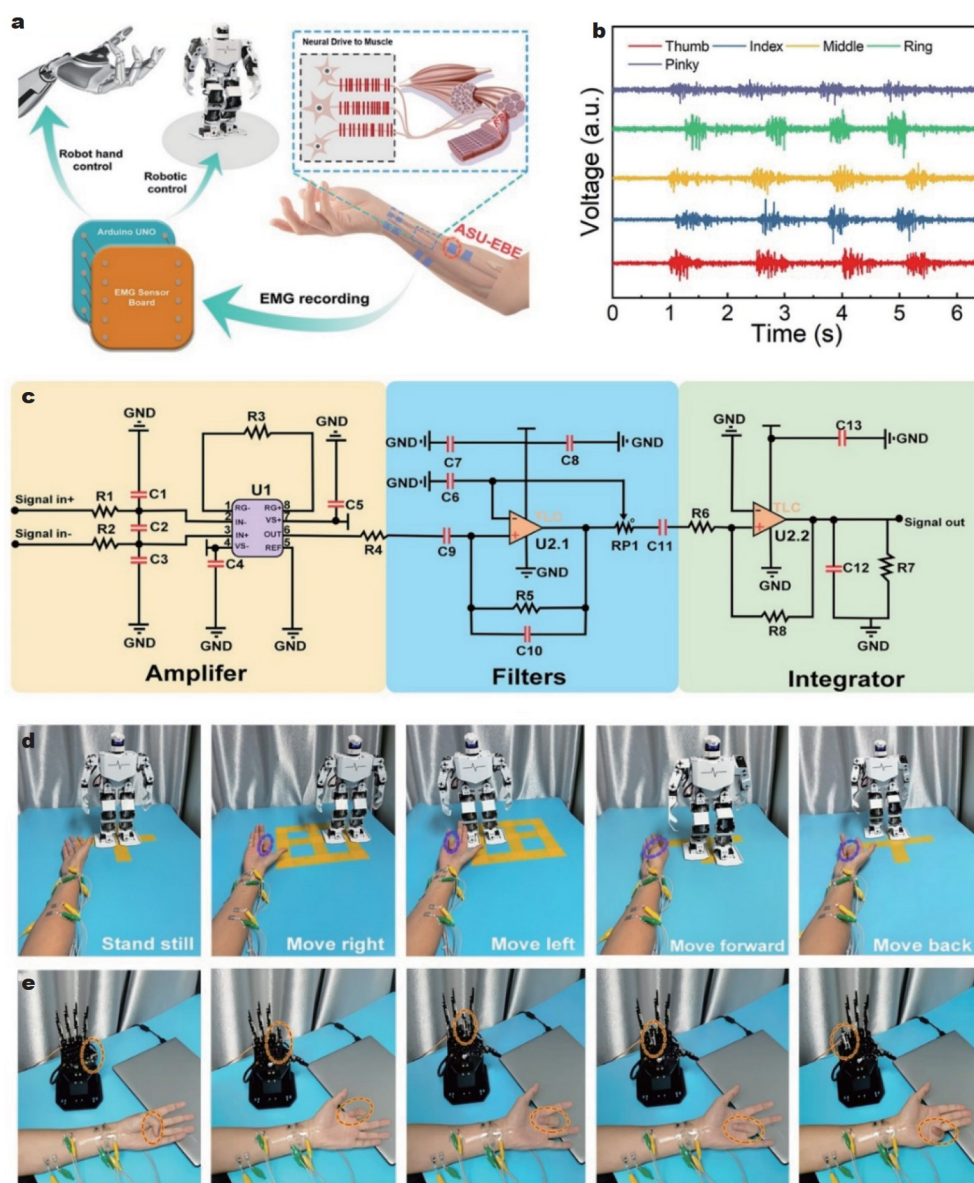 a
Neural Drive to Muscle
Robot hand
control
Robotic
control
Arduino UNO
EMG Sensor
Board
ASU-EBE
EMG recording
b
Thumb Index Middle Ring
Pinky
Voltage (a.u.)
0 1 2 3 4 5 6
Time (s)
c
GND R3 GND
Signal in+ R1 C1 U1 C5
1 RG- RG+ 8
2 IN- VS+ 7
3 IN+ OUT 6
4 VS- REF 5
Signal in- R2 C2
C3 C4 R4
GND GND GND
Amplifer
GND C7 C8 GND
GND C6
TLC
C9 U2.1 RP1 C11
GND
R5
C10
Filters
GND C13 GND
TLC
R6 U2.2 Signal out
GND C12 R7
R8 GND
Integrator
d
Stand still
Move right
Move left
Move forward
Move back
e